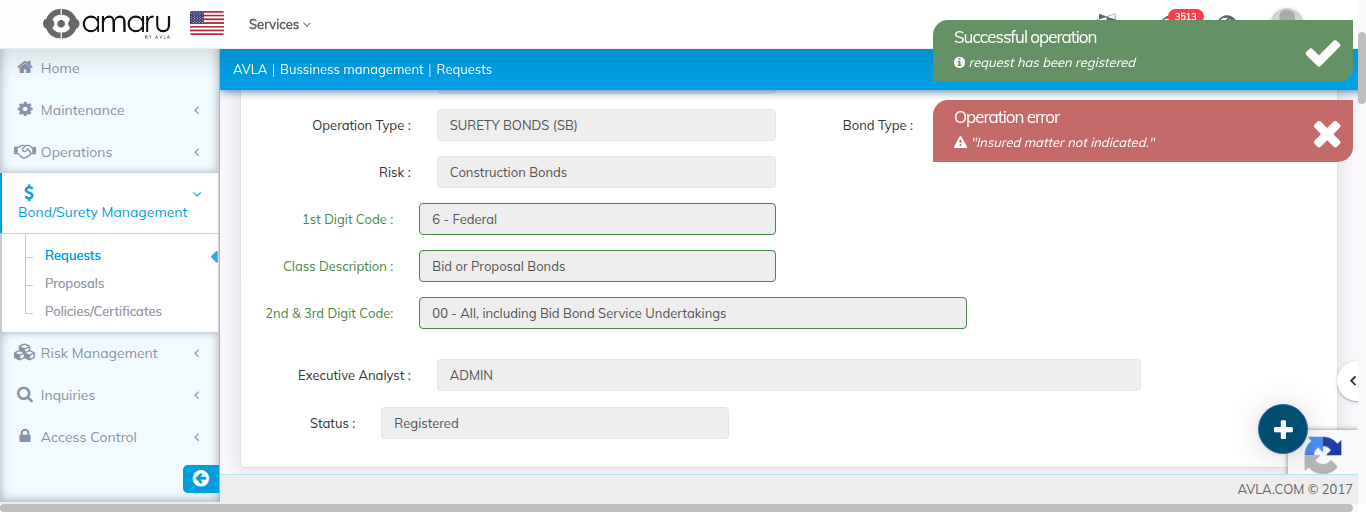 amaru
BY AVLA
Services
3513
Successful operation
request has been registered
Operation error
"Insured matter not indicated."
AVLA | Bussiness management | Requests
Home
Maintenance
Operations
Bond/Surety Management
Requests
Proposals
Policies/Certificates
Risk Management
Inquiries
Access Control
Operation Type : SURETY BONDS (SB) Bond Type :
Risk : Construction Bonds
1st Digit Code : 6 - Federal
Class Description : Bid or Proposal Bonds
2nd & 3rd Digit Code: 00 - All, including Bid Bond Service Undertakings
Executive Analyst : ADMIN
Status : Registered
AVLA.COM © 2017